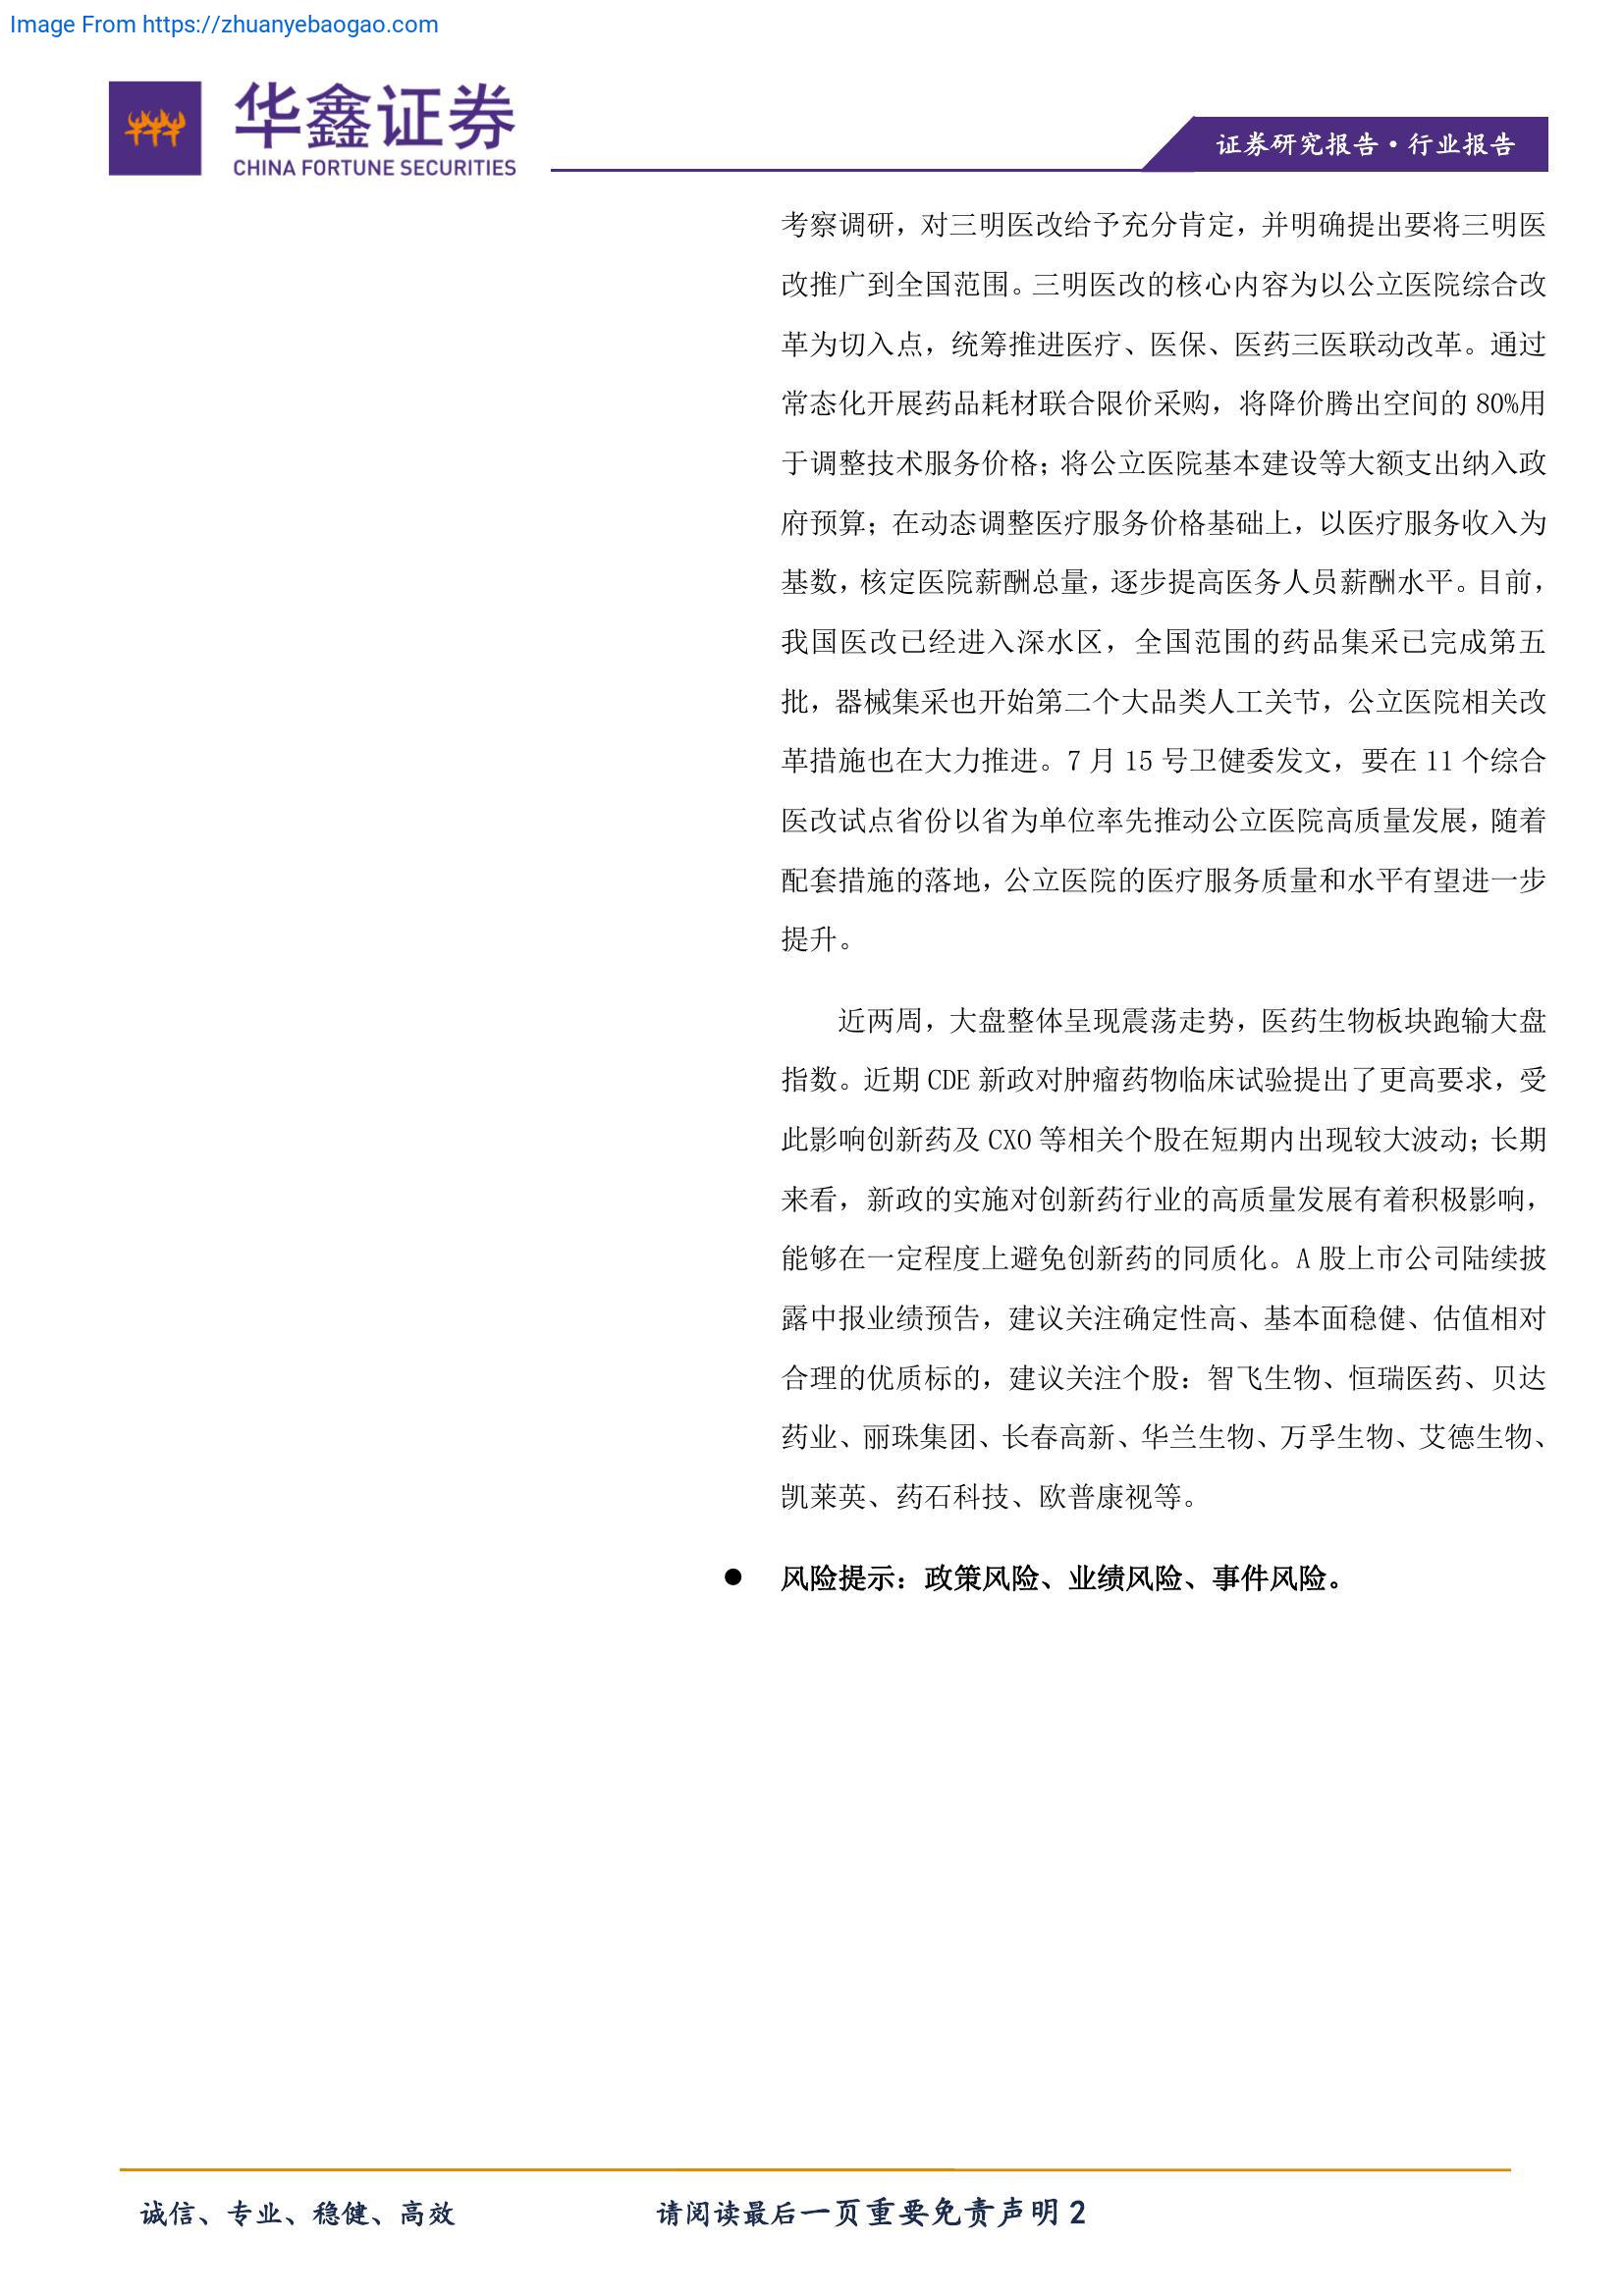 Image From https://zhuanyebaogao.com
华鑫证券
CHINA FORTUNE SECURITIES
证券研究报告·行业报告
考察调研，对三明医改给予充分肯定，并明确提出要将三明医
改推广到全国范围。三明医改的核心内容为以公立医院综合改
革为切入点，统筹推进医疗、医保、医药三医联动改革。通过
常态化开展药品耗材联合限价采购，将降价腾出空间的 80%用
于调整技术服务价格；将公立医院基本建设等大额支出纳入政
府预算；在动态调整医疗服务价格基础上，以医疗服务收入为
基数，核定医院薪酬总量，逐步提高医务人员薪酬水平。目前，
我国医改已经进入深水区，全国范围的药品集采已完成第五
批，器械集采也开始第二个大品类人工关节，公立医院相关改
革措施也在大力推进。7 月 15 号卫健委发文，要在 11 个综合
医改试点省份以省为单位率先推动公立医院高质量发展，随着
配套措施的落地，公立医院的医疗服务质量和水平有望进一步
提升。
近两周，大盘整体呈现震荡走势，医药生物板块跑输大盘
指数。近期 CDE 新政对肿瘤药物临床试验提出了更高要求，受
此影响创新药及 CXO 等相关个股在短期内出现较大波动；长期
来看，新政的实施对创新药行业的高质量发展有着积极影响，
能够在一定程度上避免创新药的同质化。A 股上市公司陆续披
露中报业绩预告，建议关注确定性高、基本面稳健、估值相对
合理的优质标的，建议关注个股：智飞生物、恒瑞医药、贝达
药业、丽珠集团、长春高新、华兰生物、万孚生物、艾德生物、
凯莱英、药石科技、欧普康视等。
● 风险提示：政策风险、业绩风险、事件风险。
诚信、专业、稳健、高效
请阅读最后一页重要免责声明 2